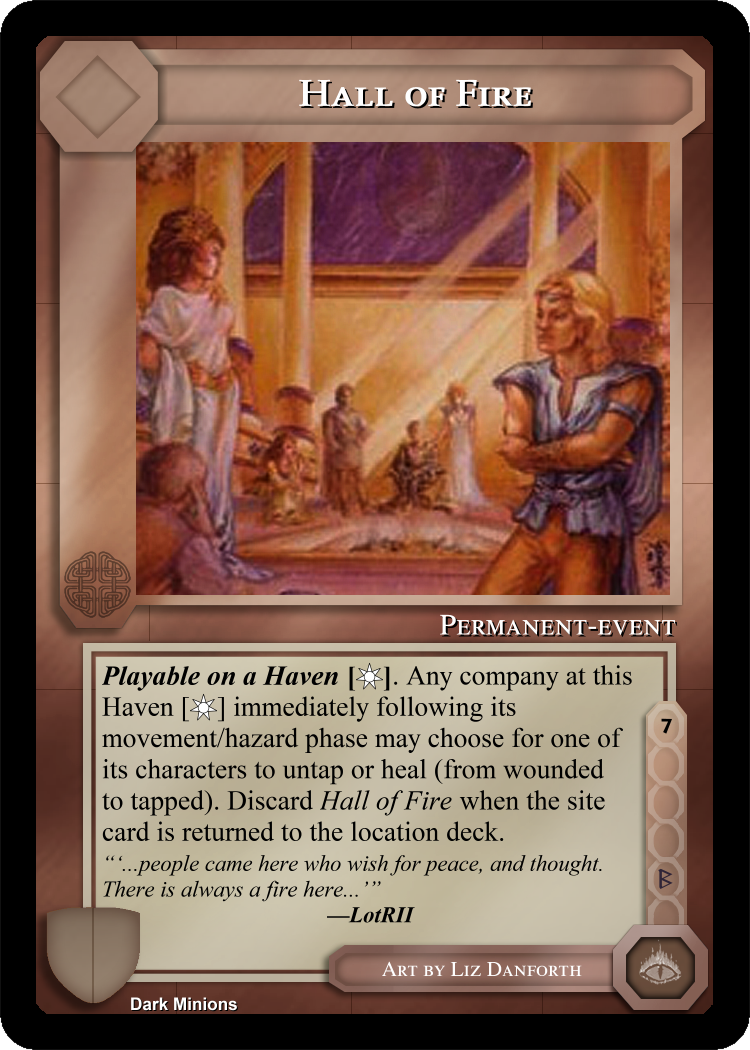 Hall of Fire
Permanent-event
Playable on a Haven [☼]. Any company at this
Haven [☼] immediately following its
movement/hazard phase may choose for one of
its characters to untap or heal (from wounded
to tapped). Discard Hall of Fire when the site
card is returned to the location deck.
7
“‘...people came here who wish for peace, and thought.
There is always a fire here...’”
—LotRII
Art by Liz Danforth
Dark Minions